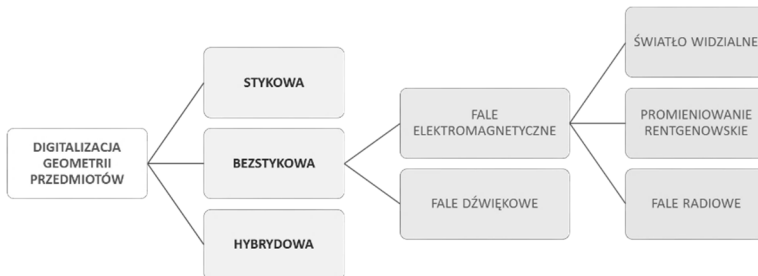 DIGITALIZACJA
GEOMETRII
PRZEDMIOTÓW
STYKOWA
BEZSTYKOWA
HYBRYDOWA
FALE
ELEKTROMAGNETYCZNE
FALE DŹWIĘKOWE
ŚWIATŁO WIDZIALNE
PROMIENIOWANIE
RENTGENOWSKIE
FALE RADIOWE